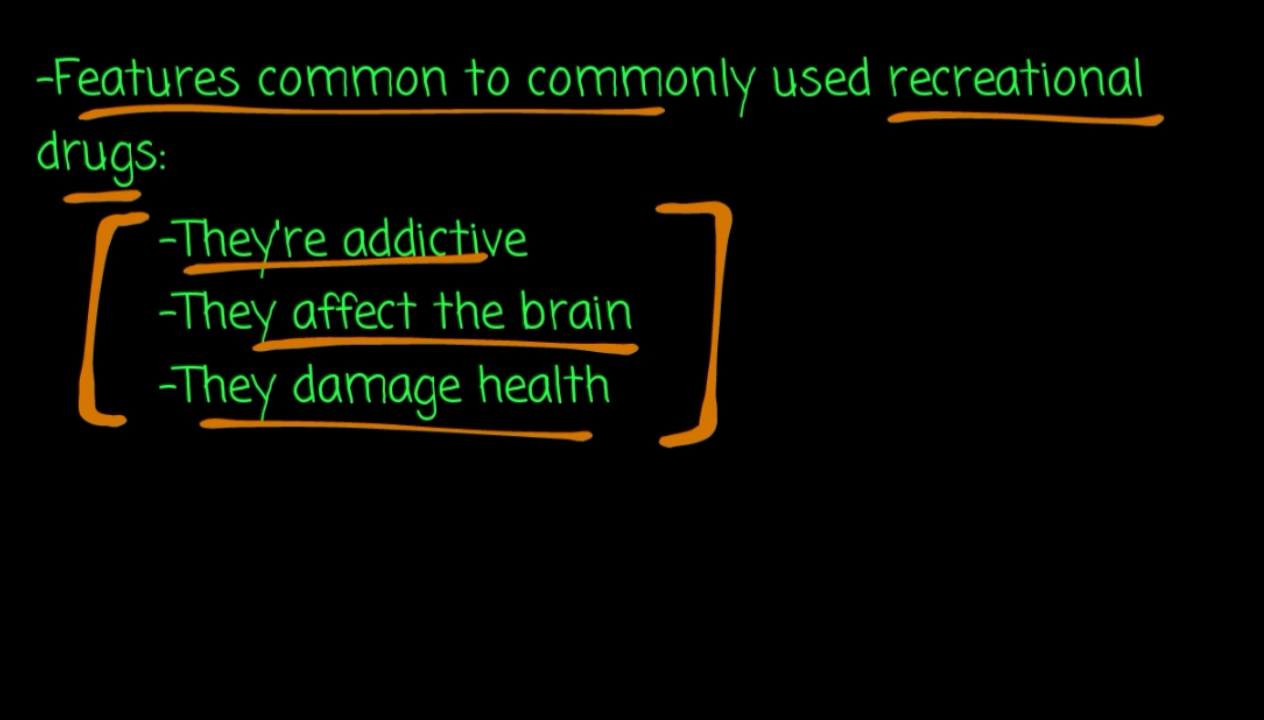 -Features common to commonly used recreational
drugs:
-They're addictive
-They affect the brain
-They damage health